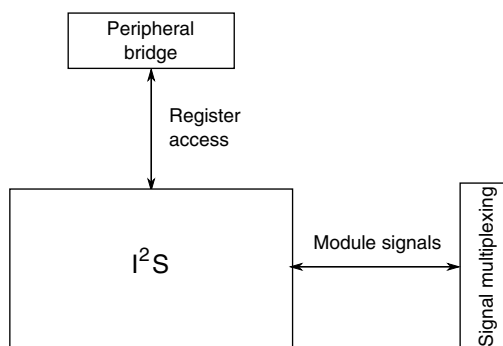 Peripheral
bridge
Register
access
I²S
Module signals
Signal multiplexing